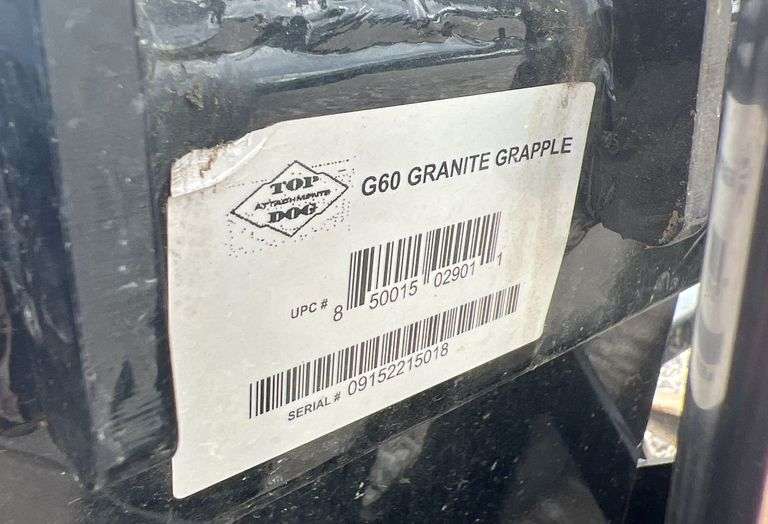 TOP
ATTACHMENTS
DOG
G60 GRANITE GRAPPLE
UPC #
8 50015 02901 1
SERIAL # 09152215018